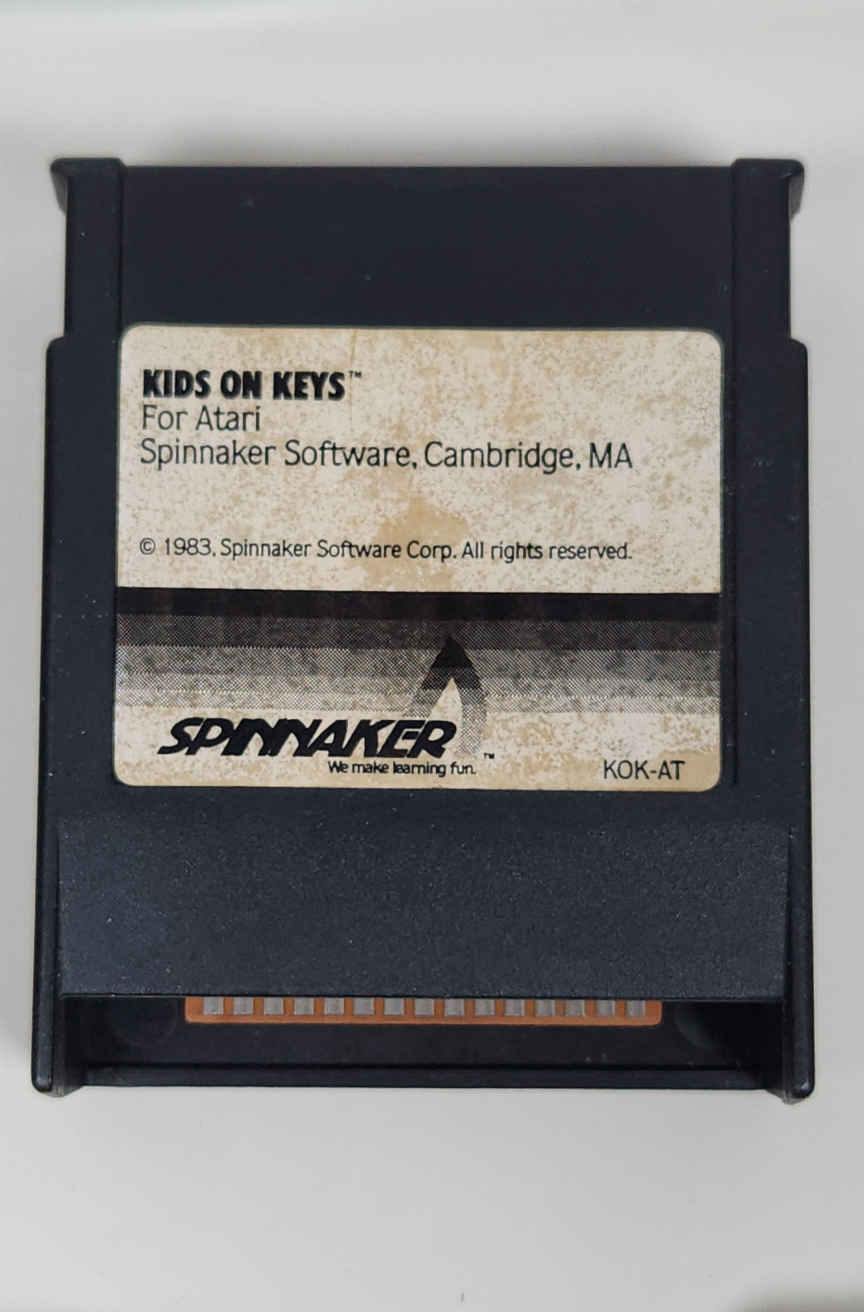 KIDS ON KEYS™
For Atari
Spinnaker Software, Cambridge, MA
© 1983, Spinnaker Software Corp. All rights reserved.
SPINNAKER™
We make learning fun.
KOK-AT